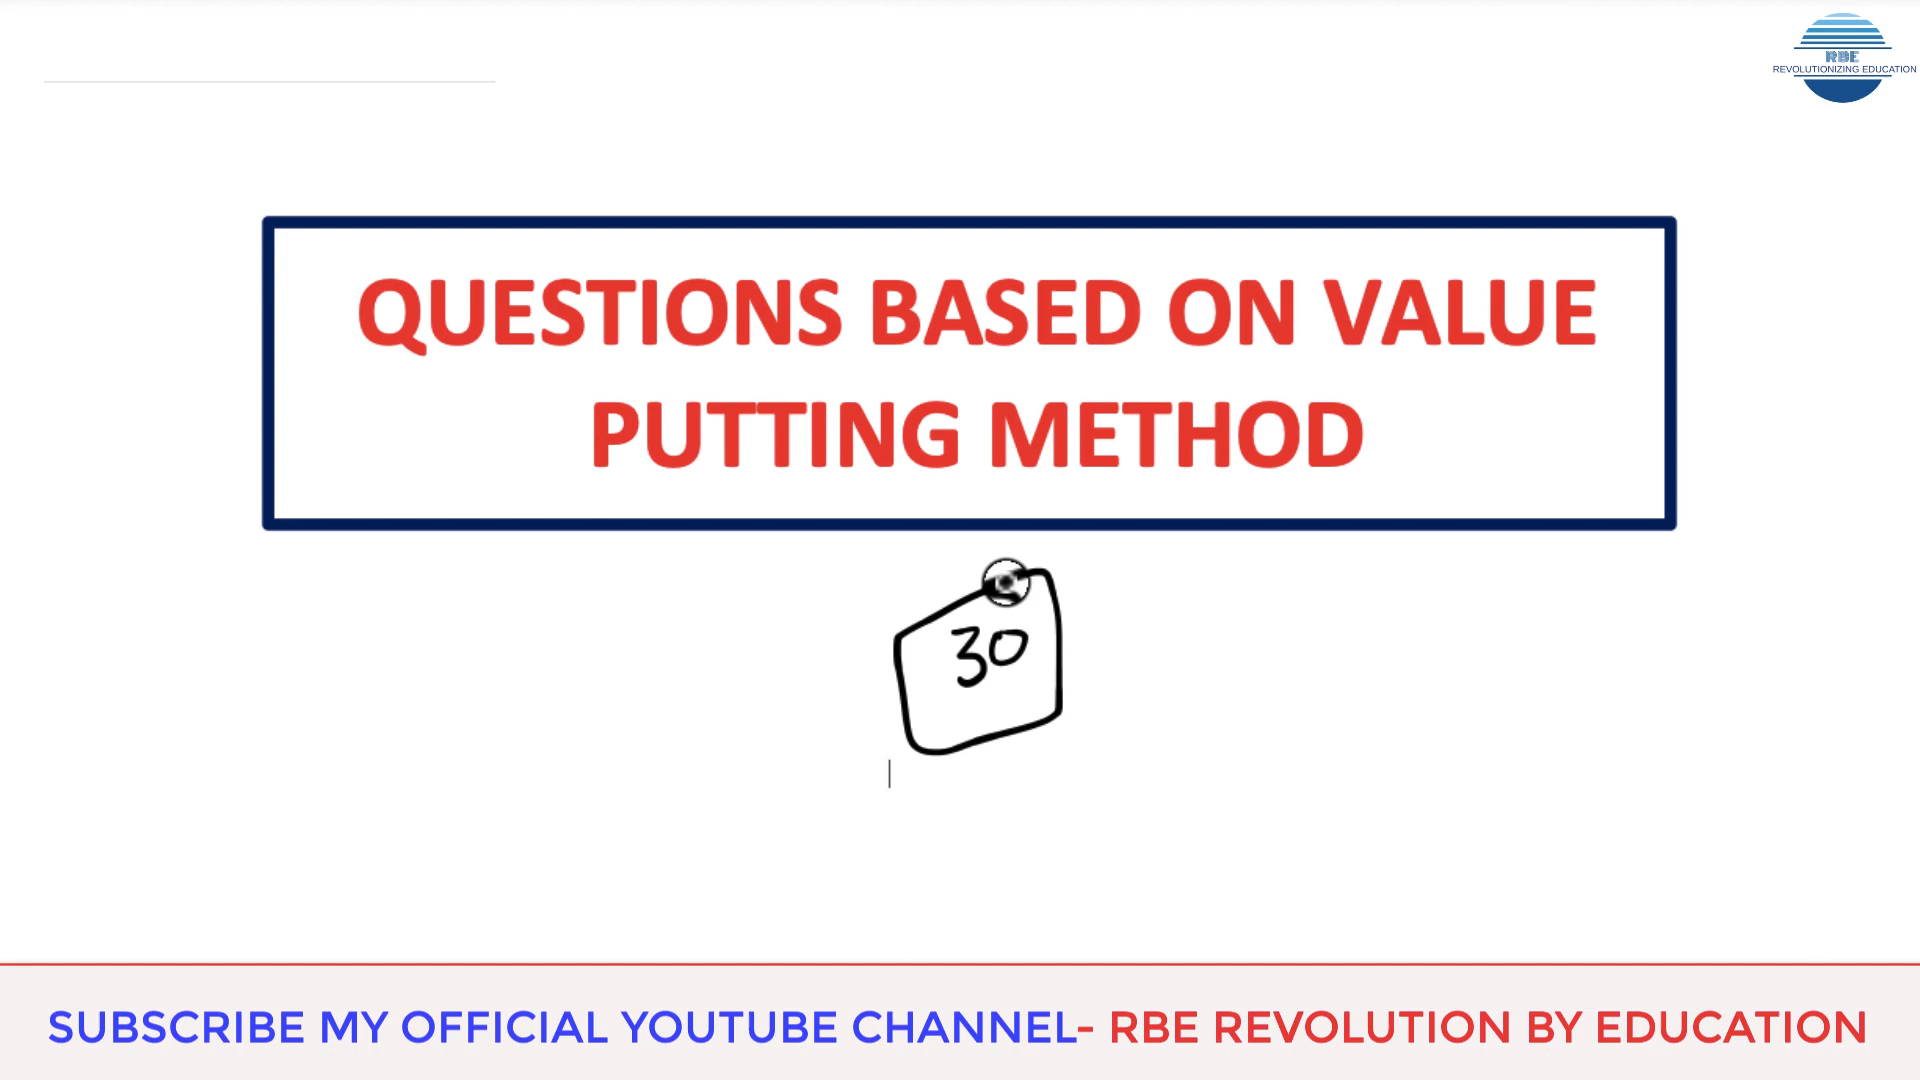 RBE
REVOLUTIONIZING EDUCATION
QUESTIONS BASED ON VALUE
PUTTING METHOD
30
SUBSCRIBE MY OFFICIAL YOUTUBE CHANNEL- RBE REVOLUTION BY EDUCATION